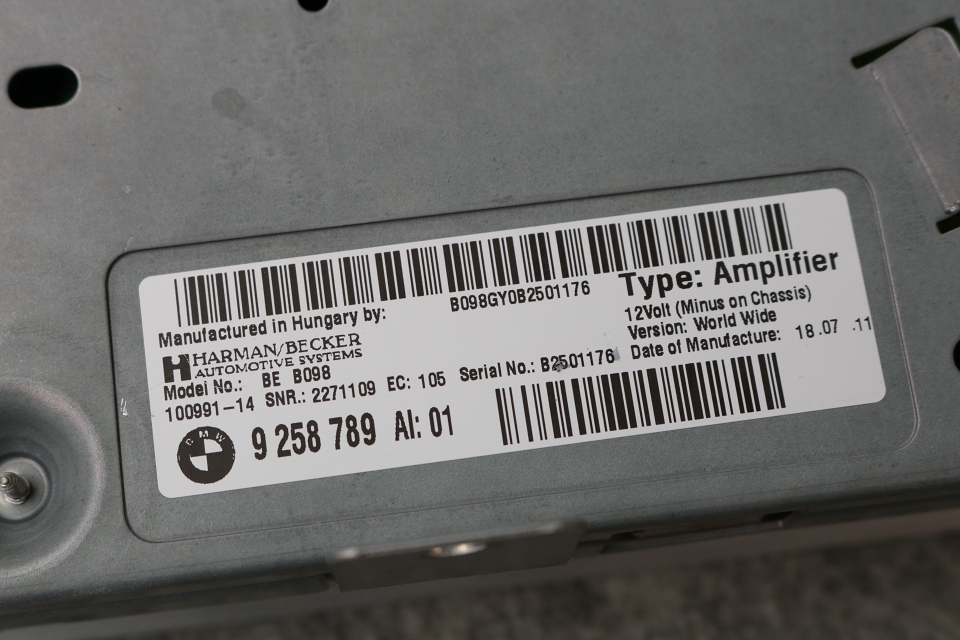 B098GY0B2501176
Type: Amplifier
12Volt (Minus on Chassis)
Version: World Wide
Date of Manufacture: 18.07 .11
Manufactured in Hungary by:
HARMAN/BECKER
AUTOMOTIVE SYSTEMS
Model No.: BE B098
100991-14 SNR.: 2271109 EC: 105 Serial No.: B2501176
BMW
9 258 789 AI: 01